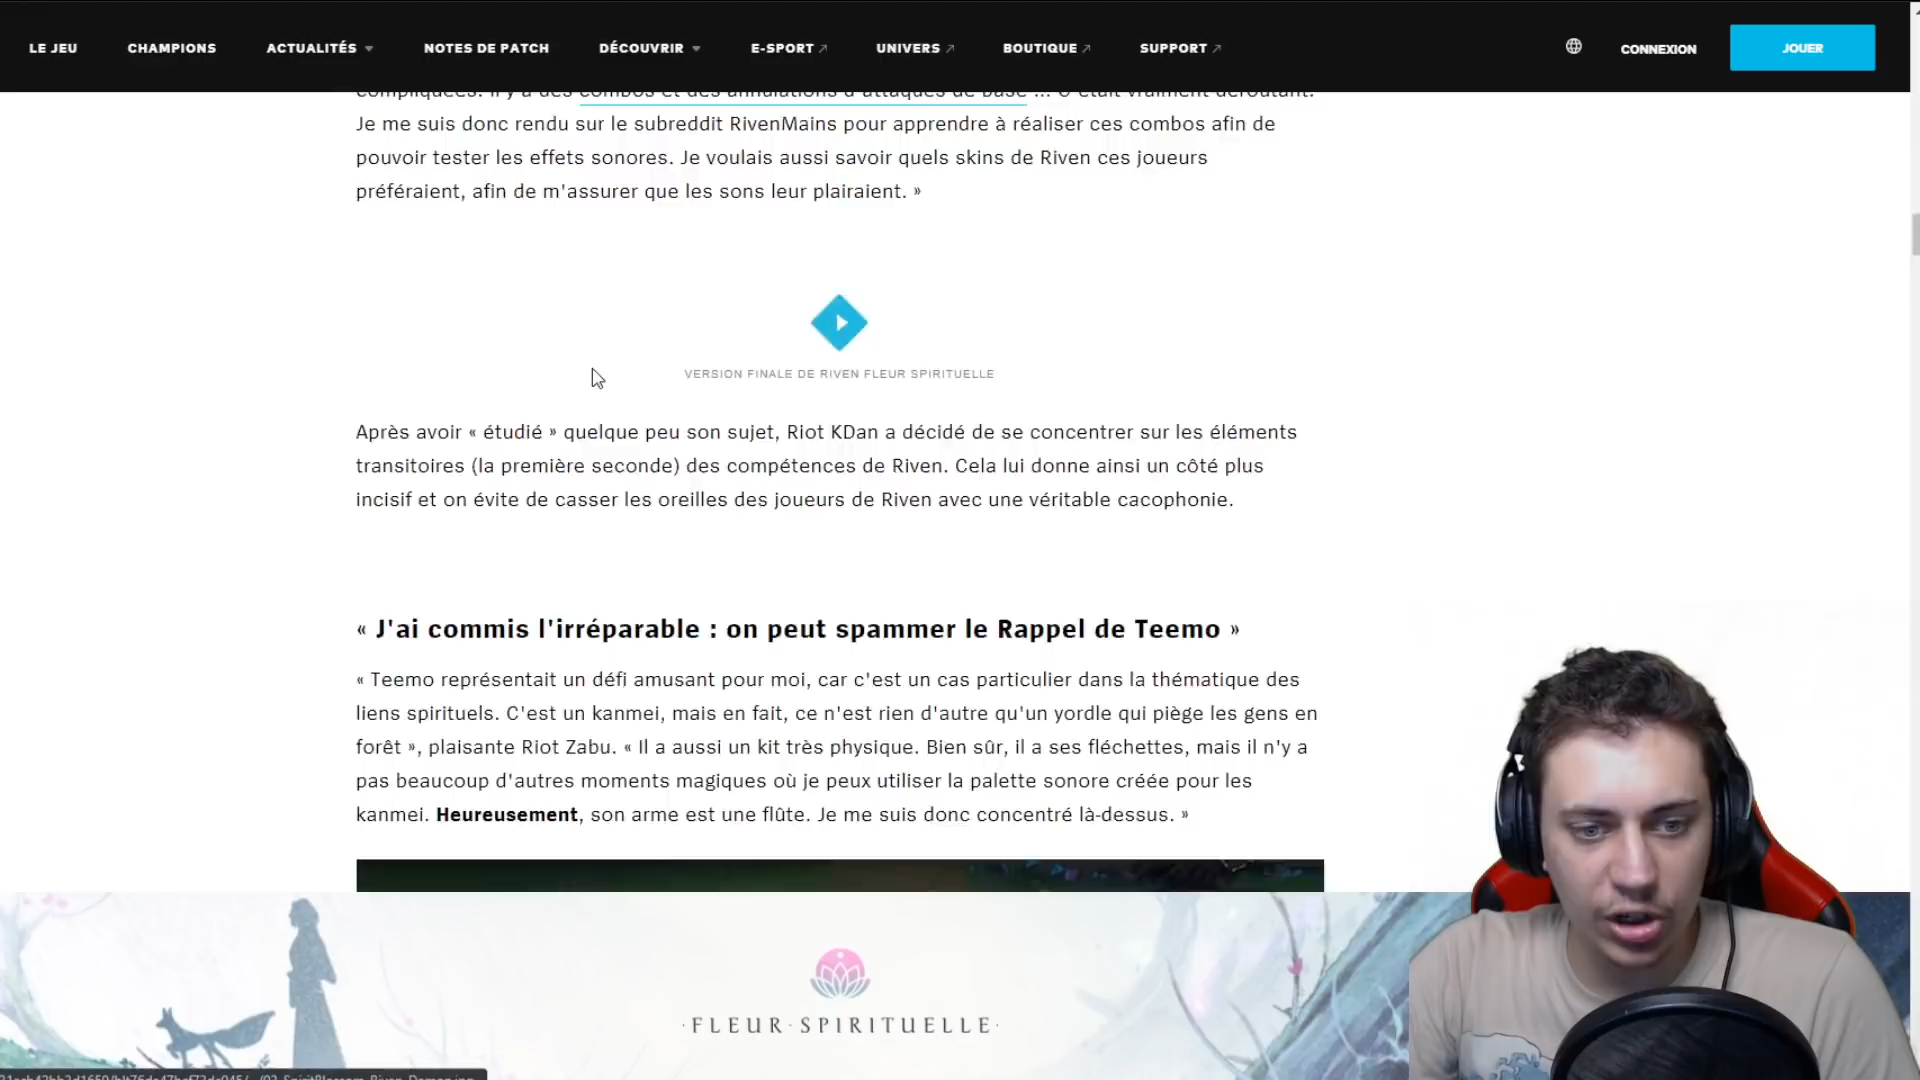 LE JEU CHAMPIONS ACTUALITÉS NOTES DE PATCH DÉCOUVRIR E-SPORT UNIVERS BOUTIQUE SUPPORT CONNEXION JOUER
compliquées. Il y a des combos et des annulations d'attaques de base ... C'était vraiment déroutant.
Je me suis donc rendu sur le subreddit RivenMains pour apprendre à réaliser ces combos afin de
pouvoir tester les effets sonores. Je voulais aussi savoir quels skins de Riven ces joueurs
préféraient, afin de m'assurer que les sons leur plairaient. »
VERSION FINALE DE RIVEN FLEUR SPIRITUELLE
Après avoir « étudié » quelque peu son sujet, Riot KDan a décidé de se concentrer sur les éléments
transitoires (la première seconde) des compétences de Riven. Cela lui donne ainsi un côté plus
incisif et on évite de casser les oreilles des joueurs de Riven avec une véritable cacophonie.
« J'ai commis l'irréparable : on peut spammer le Rappel de Teemo »
« Teemo représentait un défi amusant pour moi, car c'est un cas particulier dans la thématique des
liens spirituels. C'est un kanmei, mais en fait, ce n'est rien d'autre qu'un yordle qui piège les gens en
forêt », plaisante Riot Zabu. « Il a aussi un kit très physique. Bien sûr, il a ses fléchettes, mais il n'y a
pas beaucoup d'autres moments magiques où je peux utiliser la palette sonore créée pour les
kanmei. Heureusement, son arme est une flûte. Je me suis donc concentré là-dessus. »
·FLEUR·SPIRITUELLE·